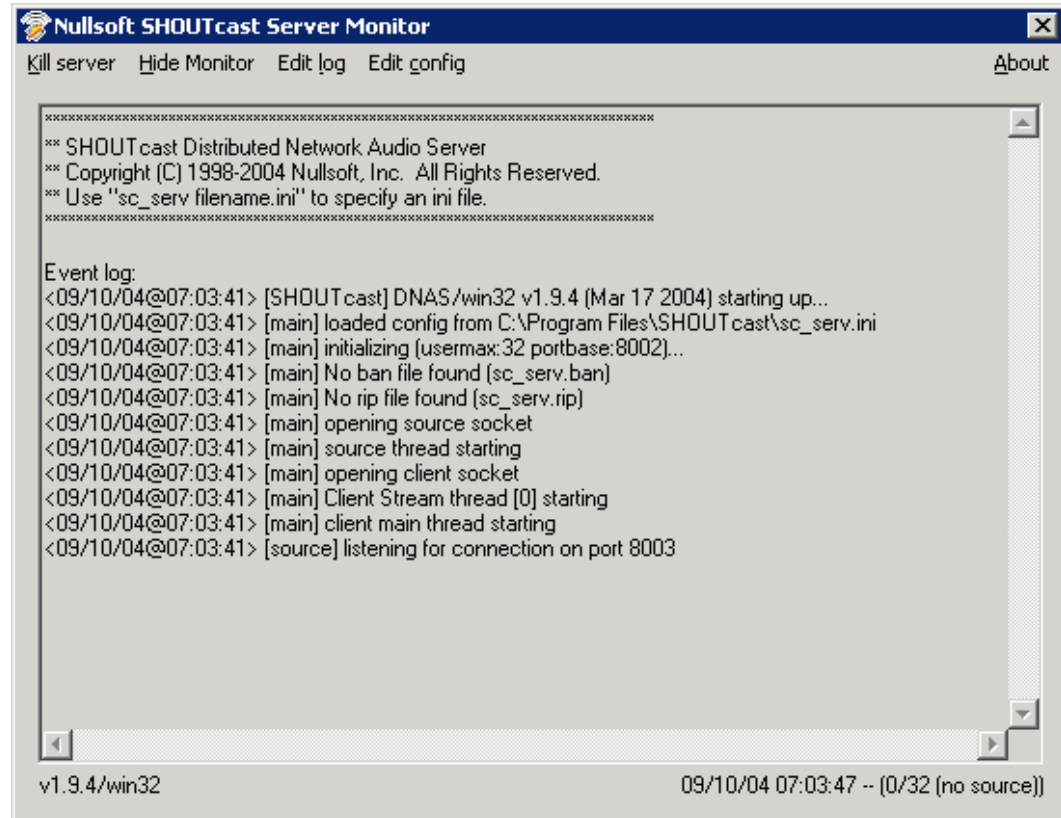 Nullsoft SHOUTcast Server Monitor
Kill server Hide Monitor Edit log Edit config About
*******************************************************************************
** SHOUTcast Distributed Network Audio Server
** Copyright (C) 1998-2004 Nullsoft, Inc.  All Rights Reserved.
** Use "sc_serv filename.ini" to specify an ini file.
*******************************************************************************
Event log:
<09/10/04@07:03:41> [SHOUTcast] DNAS/win32 v1.9.4 (Mar 17 2004) starting up...
<09/10/04@07:03:41> [main] loaded config from C:\Program Files\SHOUTcast\sc_serv.ini
<09/10/04@07:03:41> [main] initializing (usermax:32 portbase:8002)...
<09/10/04@07:03:41> [main] No ban file found (sc_serv.ban)
<09/10/04@07:03:41> [main] No rip file found (sc_serv.rip)
<09/10/04@07:03:41> [main] opening source socket
<09/10/04@07:03:41> [main] source thread starting
<09/10/04@07:03:41> [main] opening client socket
<09/10/04@07:03:41> [main] Client Stream thread [0] starting
<09/10/04@07:03:41> [main] client main thread starting
<09/10/04@07:03:41> [source] listening for connection on port 8003
v1.9.4/win32 09/10/04 07:03:47 -- (0/32 (no source))